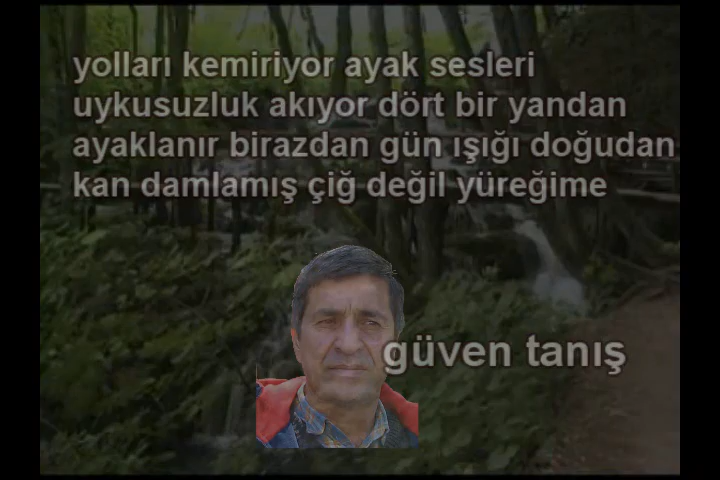 yolları kemiriyor ayak sesleri
uykusuzluk akıyor dört bir yandan
ayaklanır birazdan gün ışığı doğudan
kan damlamış çiğ değil yüreğime
güven tanış